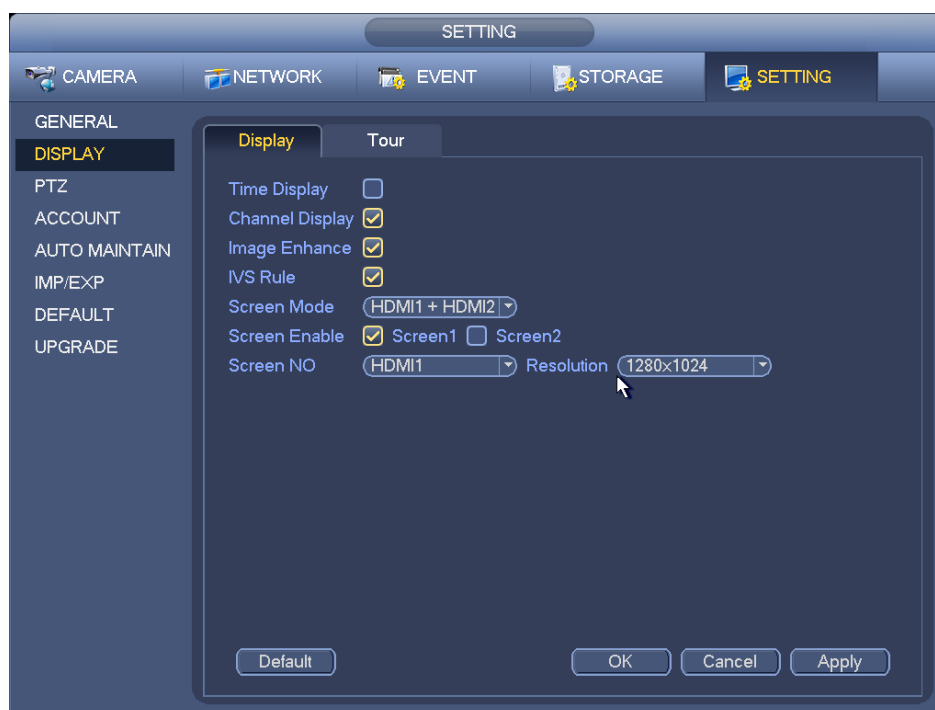 SETTING
CAMERA NETWORK EVENT STORAGE SETTING
GENERAL
DISPLAY
PTZ
ACCOUNT
AUTO MAINTAIN
IMP/EXP
DEFAULT
UPGRADE
Display Tour
Time Display
Channel Display
Image Enhance
IVS Rule
Screen Mode HDMI1 + HDMI2
Screen Enable Screen1 Screen2
Screen NO HDMI1 Resolution 1280x1024
Default OK Cancel Apply